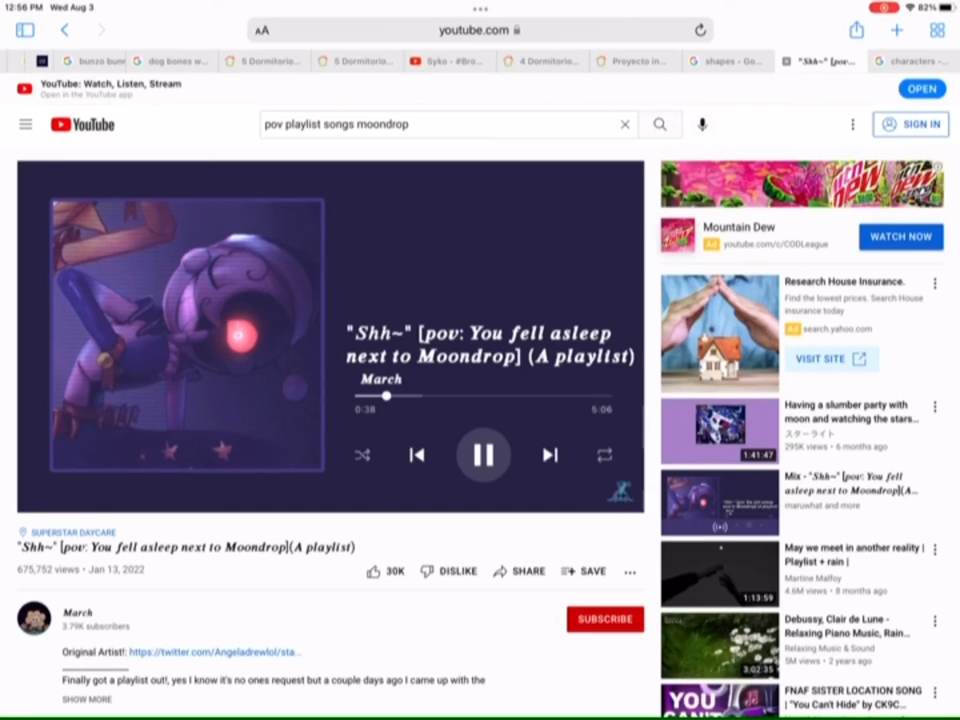 12:56 PM Wed Aug 3
82%
AA
youtube.com
bunzo bunn
dog bones w...
5 Dormitorio...
5 Dormitorio...
Syko - #Bro...
4 Dormitorio...
Proyecto in...
shapes - Go...
"Shh~" [pov...
characters -...
YouTube: Watch, Listen, Stream
Open in the YouTube app
OPEN
YouTube
pov playlist songs moondrop
SIGN IN
"Shh~" [pov: You fell asleep
next to Moondrop] (A playlist)
March
0:38
5:06
SUPERSTAR DAYCARE
"Shh~" [pov: You fell asleep next to Moondrop](A playlist)
675,752 views • Jan 13, 2022
30K
DISLIKE
SHARE
SAVE
March
3.79K subscribers
SUBSCRIBE
Original Artist!: https://twitter.com/Angeladrewlol/sta...
Finally got a playlist out!, yes I know it's no ones request but a couple days ago I came up with the
SHOW MORE
Mountain Dew
Ad youtube.com/c/CODLeague
WATCH NOW
Research House Insurance.
Find the lowest prices. Search House
insurance today
Ad search.yahoo.com
VISIT SITE
Having a slumber party with
moon and watching the stars...
スターライト
295K views • 6 months ago
1:41:47
Mix - "Shh~" [pov: You fell
asleep next to Moondrop](A...
maruwhat and more
May we meet in another reality |
Playlist + rain |
Martine Malfoy
4.6M views • 8 months ago
1:13:59
Debussy, Clair de Lune -
Relaxing Piano Music, Rain...
Relaxing Music & Sound
5M views • 2 years ago
3:02:35
FNAF SISTER LOCATION SONG
| "You Can't Hide" by CK9C...
YOU
CAN'T